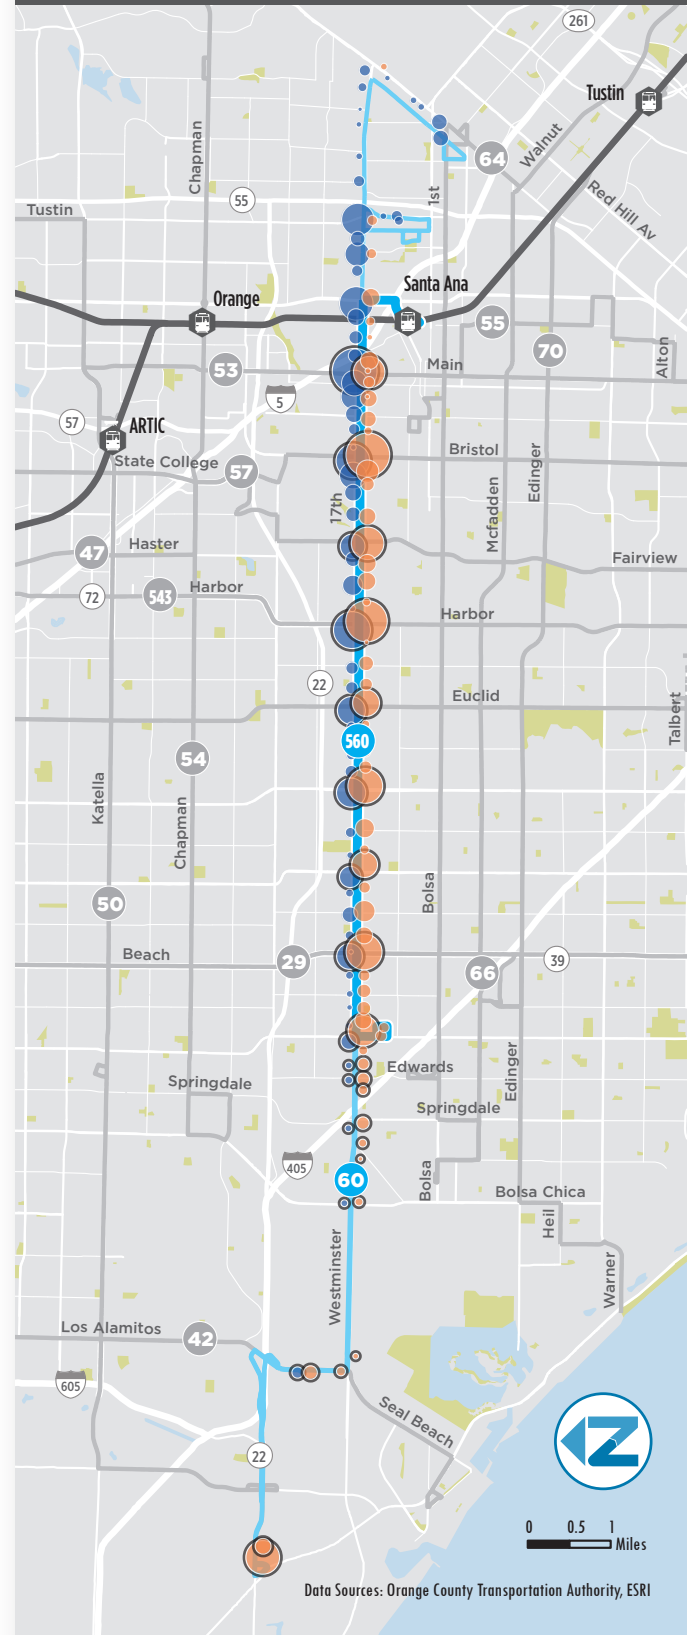 261
Tustin
Walnut
Chapman
64
1st
Red Hill Av
55
Tustin
Santa Ana
Orange
55
70
Alton
53
Main
5
57
ARTIC
State College
57
Bristol
Edinger
Mcfadden
17th
47
Haster
Fairview
72
543
Harbor
Harbor
22
Euclid
Talbert
560
54
Katella
Chapman
Bolsa
50
Beach
29
66
39
Edwards
Edinger
Springdale
Springdale
405
60
Bolsa
Bolsa Chica
Heil
Westminster
Warner
Los Alamitos
42
605
Seal Beach
22
Z
0 0.5 1
Miles
Data Sources: Orange County Transportation Authority, ESRI